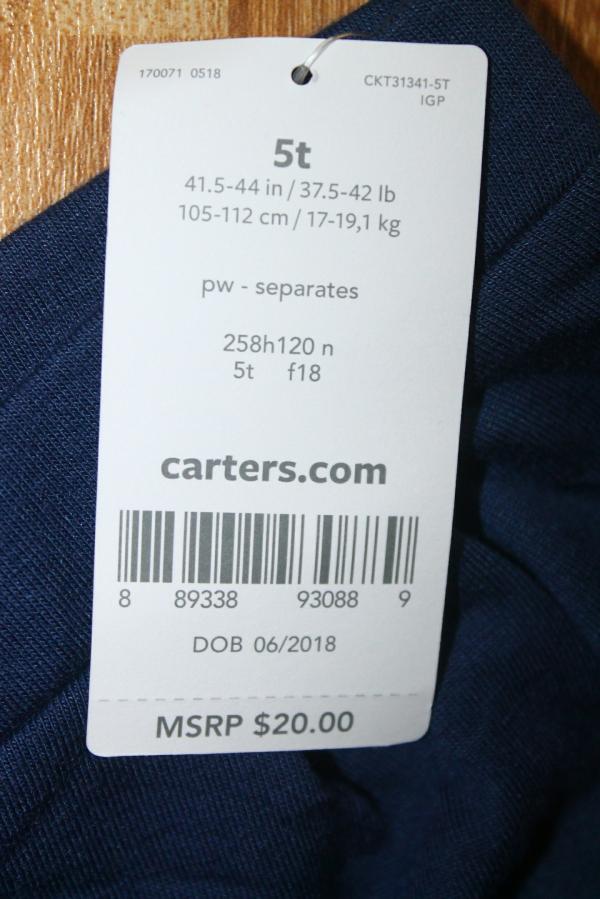 170071 0518
CKT31341-5T
IGP
5t
41.5-44 in / 37.5-42 lb
105-112 cm / 17-19,1 kg
pw - separates
258h120 n
5t f18
carters.com
8 89338 93088 9
DOB 06/2018
MSRP $20.00